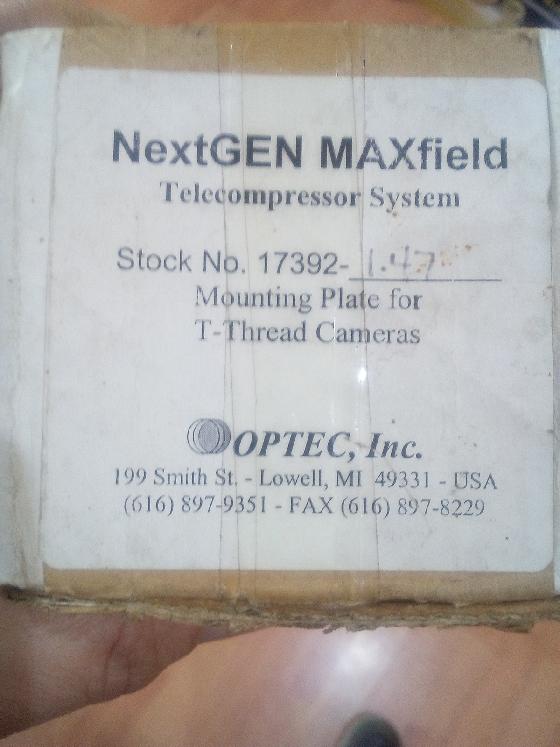 NextGEN MAXfield
Telecompressor System
Stock No. 17392-1.47
Mounting Plate for
T-Thread Cameras
OPTEC, Inc.
199 Smith St. - Lowell, MI 49331 - USA
(616) 897-9351 - FAX (616) 897-8229